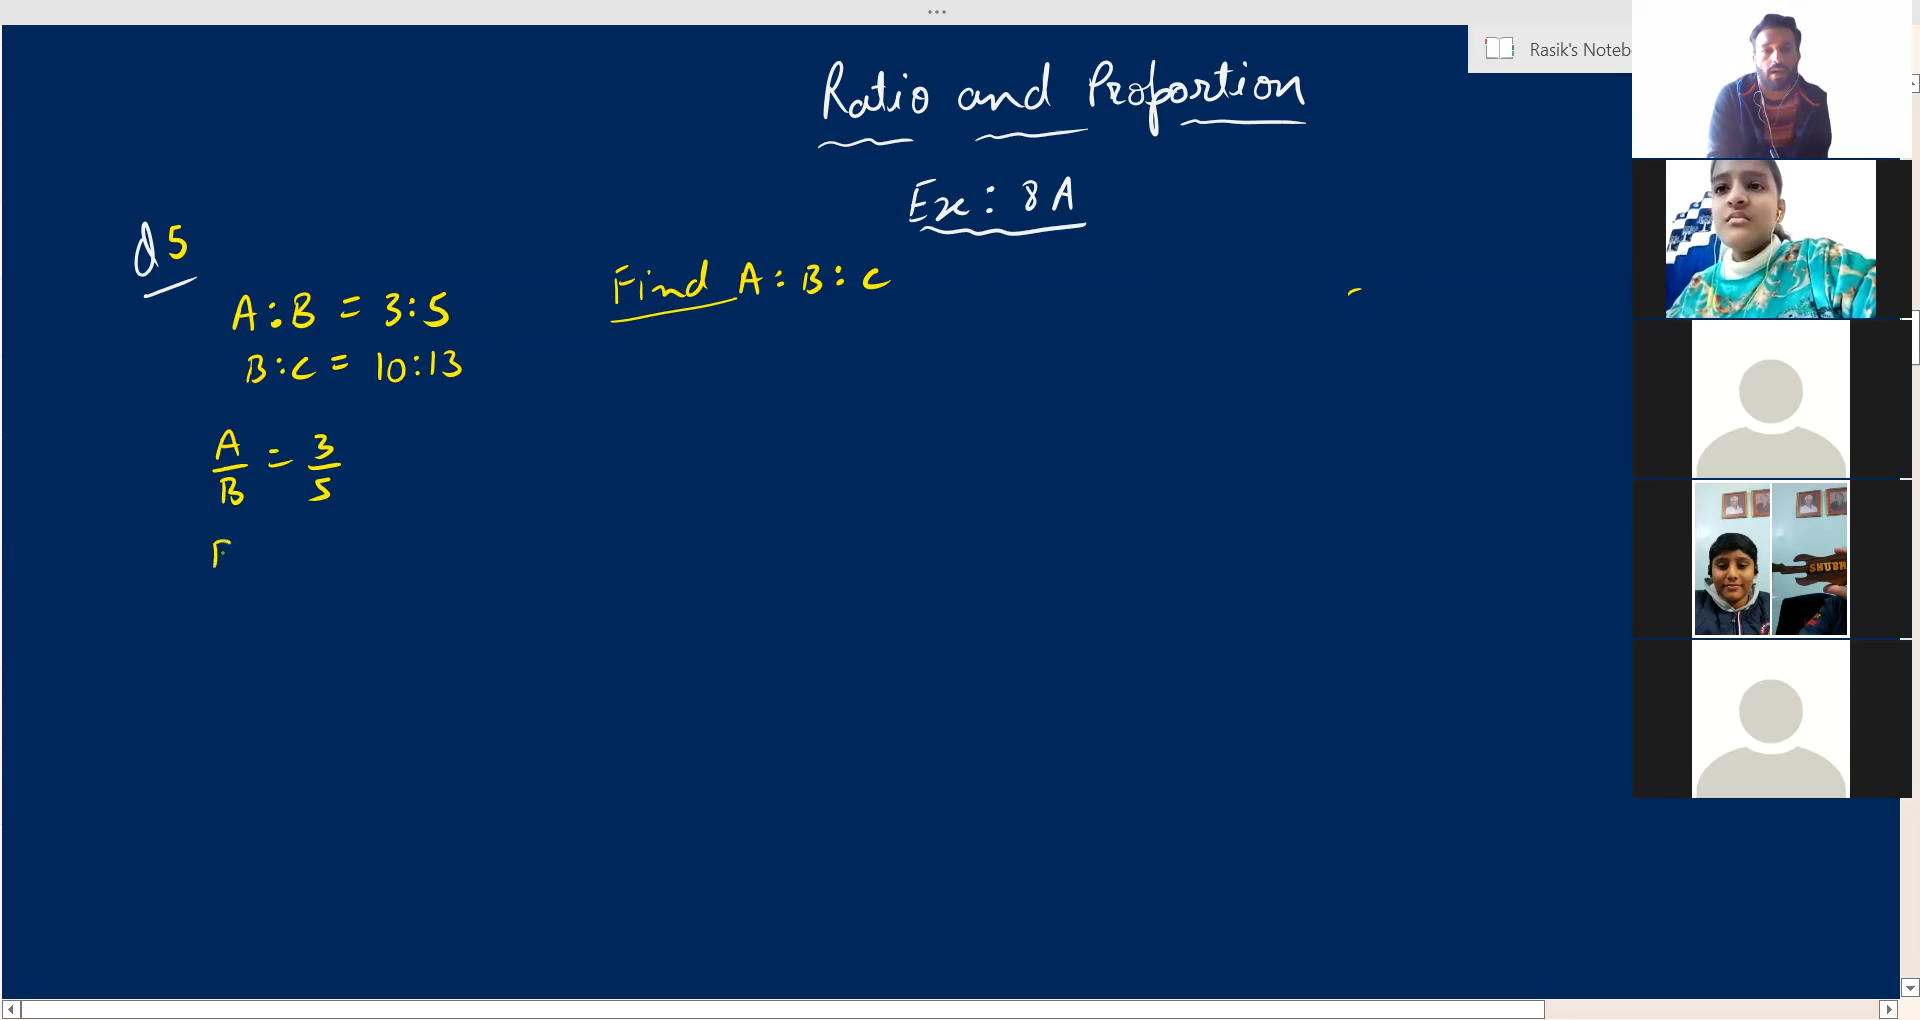 Rasik's Noteb
Ratio and Proportion
Ex: 8A
Q5
Find A:B:C
A:B = 3:5
B:C = 10:13
A/B = 3/5
SHUBH